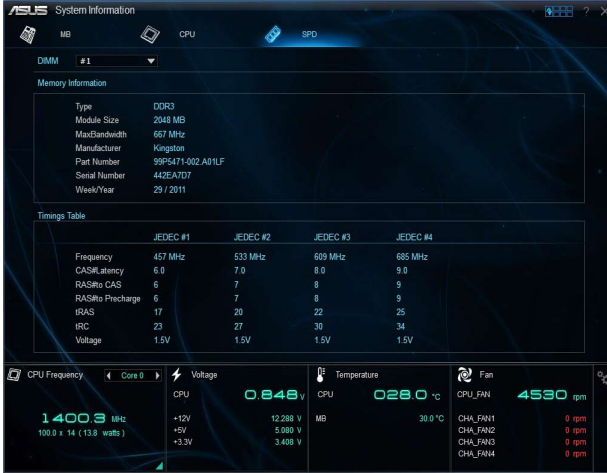 ASUS System Information ?
MB CPU SPD
DIMM #1
Memory Information
Type DDR3
Module Size 2048 MB
MaxBandwidth 667 MHz
Manufacturer Kingston
Part Number 99P5471-002.A01LF
Serial Number 442EA7D7
Week/Year 29 / 2011
Timings Table
JEDEC #1 JEDEC #2 JEDEC #3 JEDEC #4
Frequency 457 MHz 533 MHz 609 MHz 685 MHz
CAS#Latency 6.0 7.0 8.0 9.0
RAS#to CAS 6 7 8 9
RAS#to Precharge 6 7 8 9
tRAS 17 20 22 25
tRC 23 27 30 34
Voltage 1.5V 1.5V 1.5V 1.5V
CPU Frequency Core 0
1400.3 MHz
100.0 x 14 ( 13.8 watts )
Voltage
CPU 0.848 V
+12V 12.288 V
+5V 5.080 V
+3.3V 3.408 V
Temperature
CPU 028.0 °C
MB 30.0 °C
Fan
CPU_FAN 4530 rpm
CHA_FAN1 0 rpm
CHA_FAN2 0 rpm
CHA_FAN3 0 rpm
CHA_FAN4 0 rpm